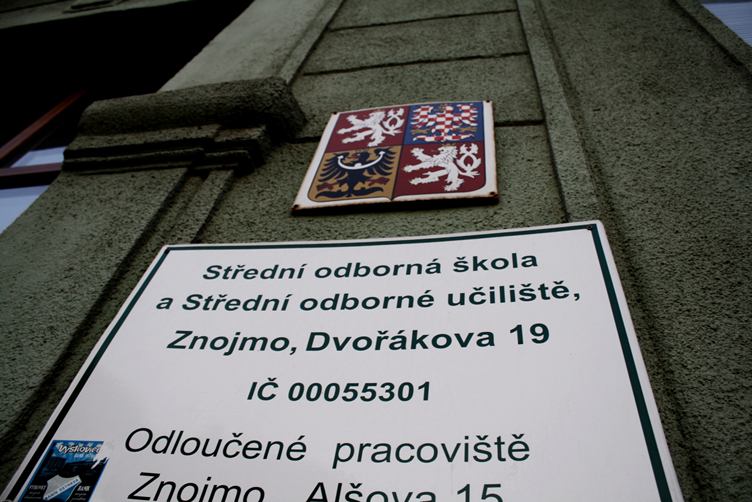 Střední odborná škola
a Střední odborné učiliště,
Znojmo, Dvořákova 19
IČ 00055301
Odloučené pracoviště
Znojmo, Alšova 15